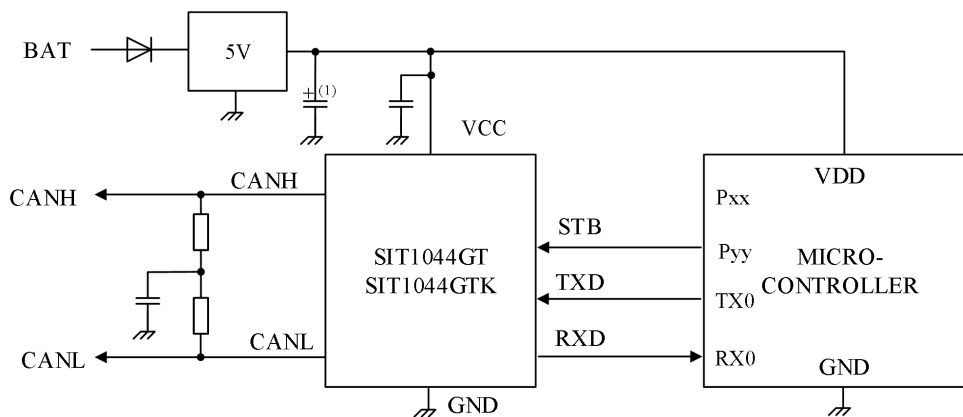 BAT
5V
+(1)
VCC
CANH
CANH
VDD
Pxx
STB
Pyy
SIT1044GT
SIT1044GTK
MICRO-
CONTROLLER
TXD
TX0
CANL
CANL
RXD
RX0
GND
GND